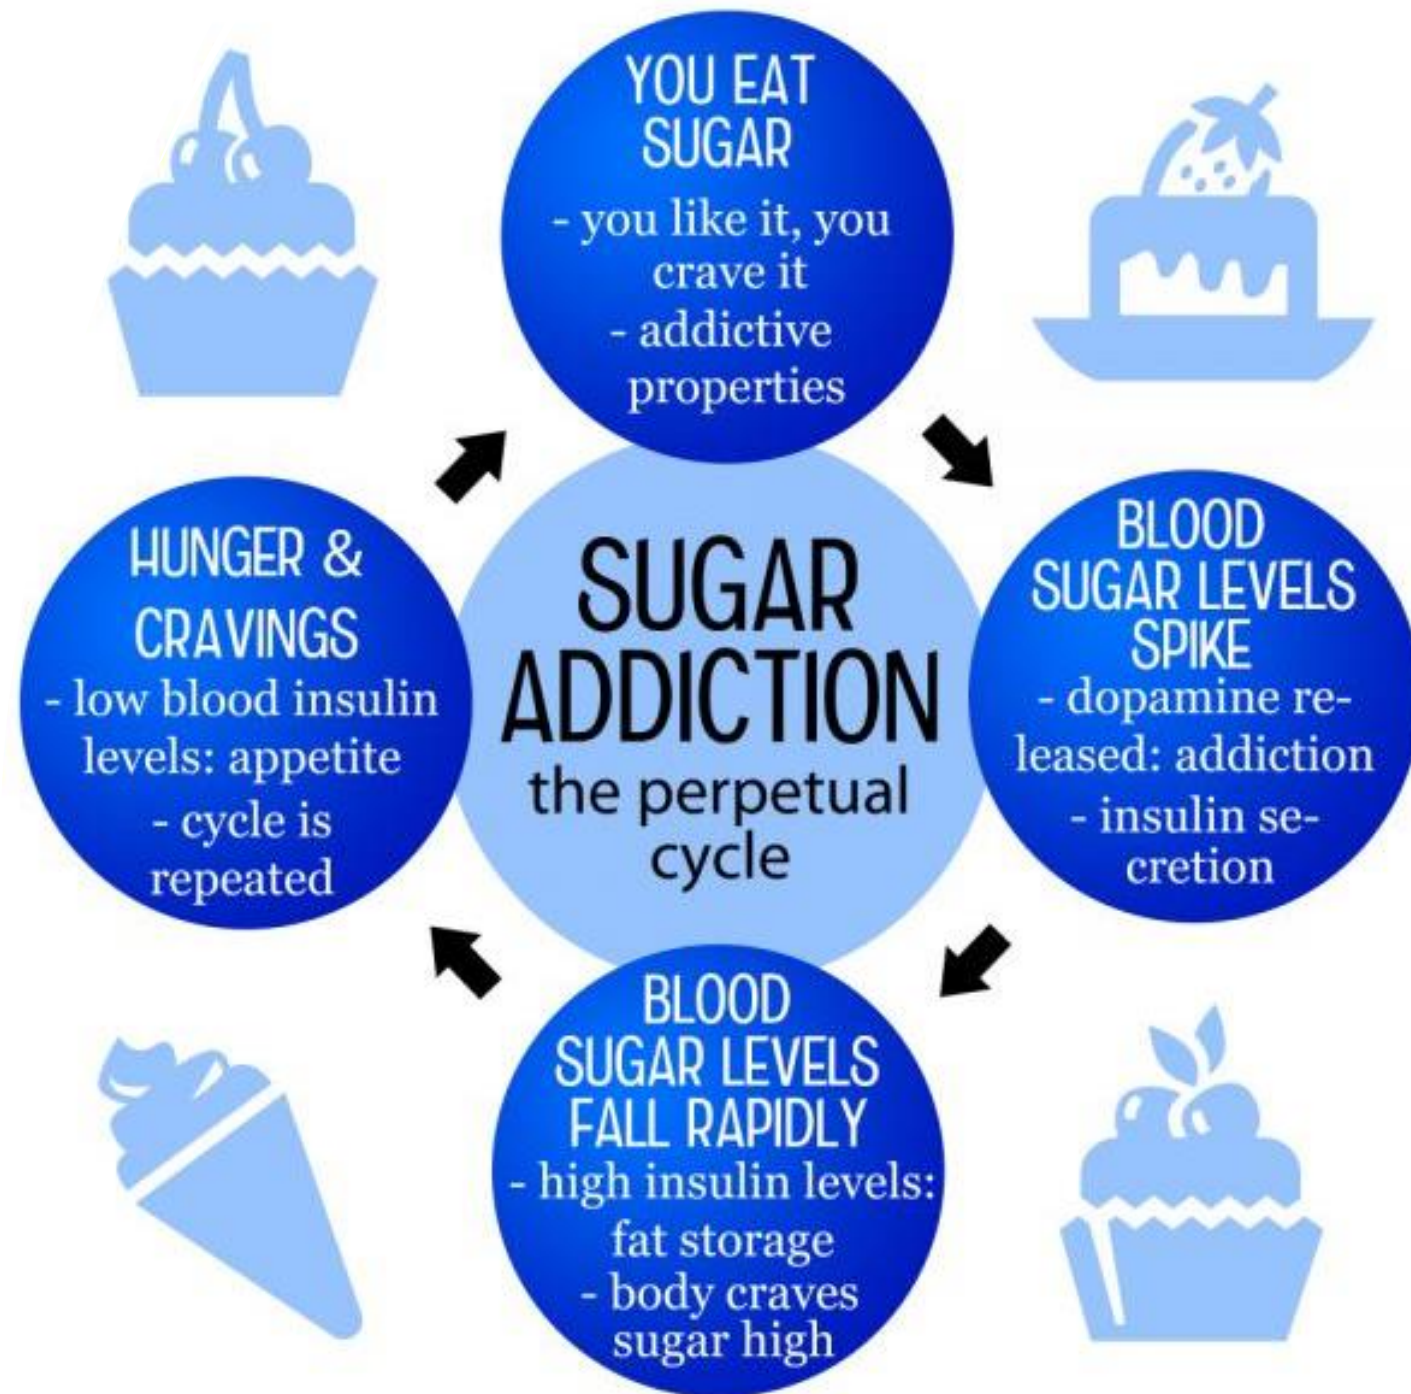 YOU EAT
SUGAR
- you like it, you
crave it
- addictive
properties
SUGAR
ADDICTION
the perpetual
cycle
BLOOD
SUGAR LEVELS
SPIKE
- dopamine re-
leased: addiction
- insulin se-
cretion
BLOOD
SUGAR LEVELS
FALL RAPIDLY
- high insulin levels:
fat storage
- body craves
sugar high
HUNGER &
CRAVINGS
- low blood insulin
levels: appetite
- cycle is
repeated